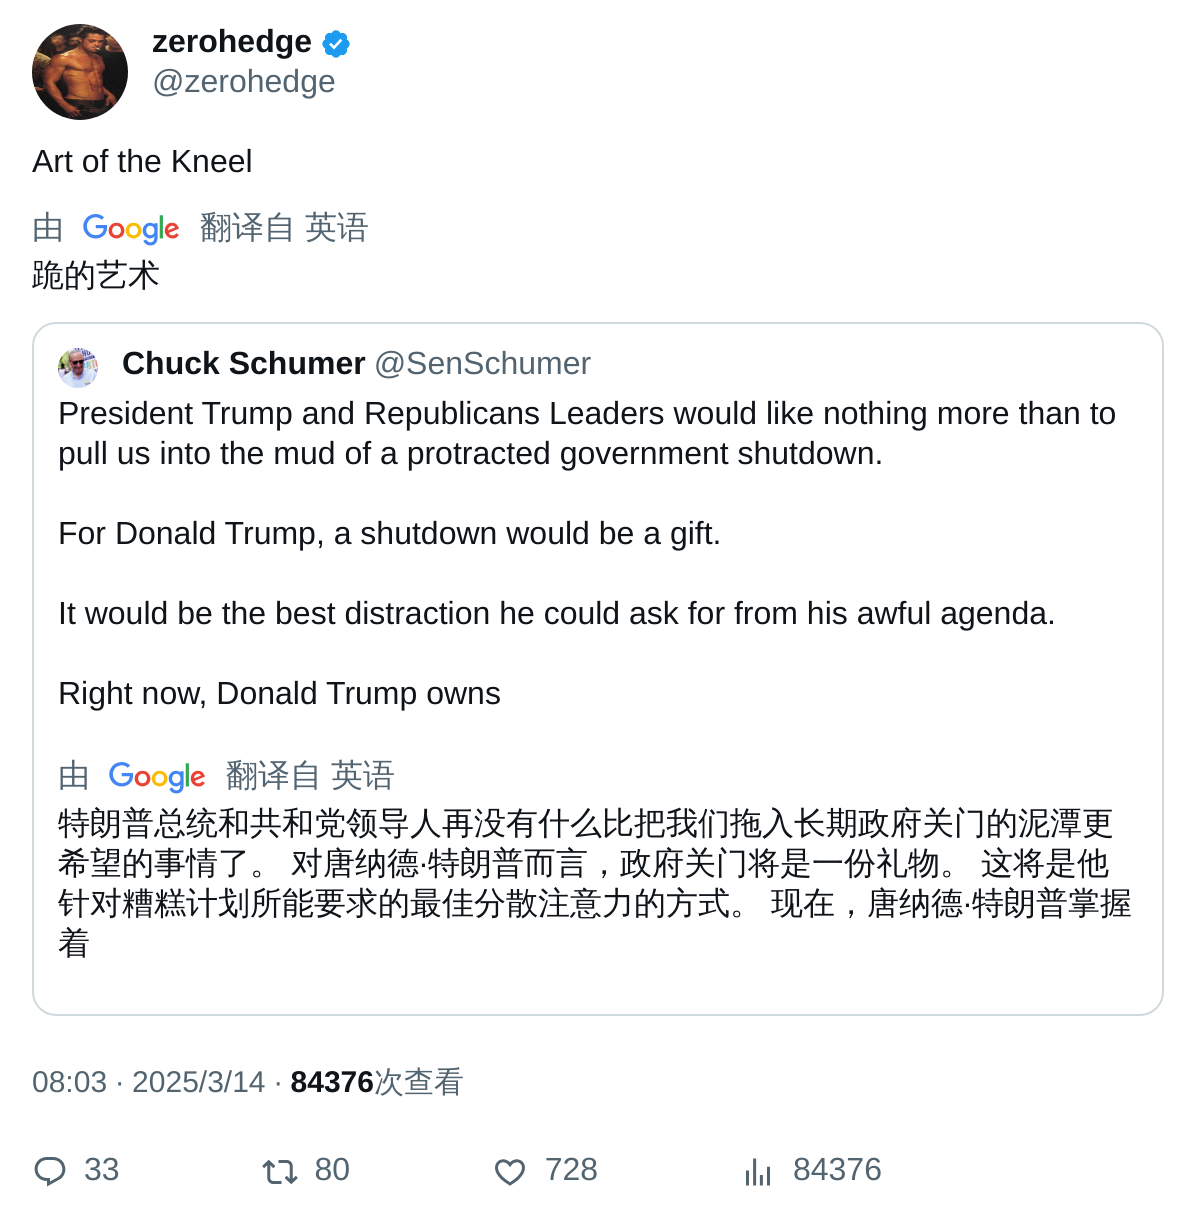 zerohedge
@zerohedge
Art of the Kneel
由 Google 翻译自 英语
跪的艺术
Chuck Schumer @SenSchumer
President Trump and Republicans Leaders would like nothing more than to
pull us into the mud of a protracted government shutdown.
For Donald Trump, a shutdown would be a gift.
It would be the best distraction he could ask for from his awful agenda.
Right now, Donald Trump owns
由 Google 翻译自 英语
特朗普总统和共和党领导人再没有什么比把我们拖入长期政府关门的泥潭更
希望的事情了。 对唐纳德·特朗普而言，政府关门将是一份礼物。 这将是他
针对糟糕计划所能要求的最佳分散注意力的方式。 现在，唐纳德·特朗普掌握
着
08:03 · 2025/3/14 · 84376次查看
33 80 728 84376